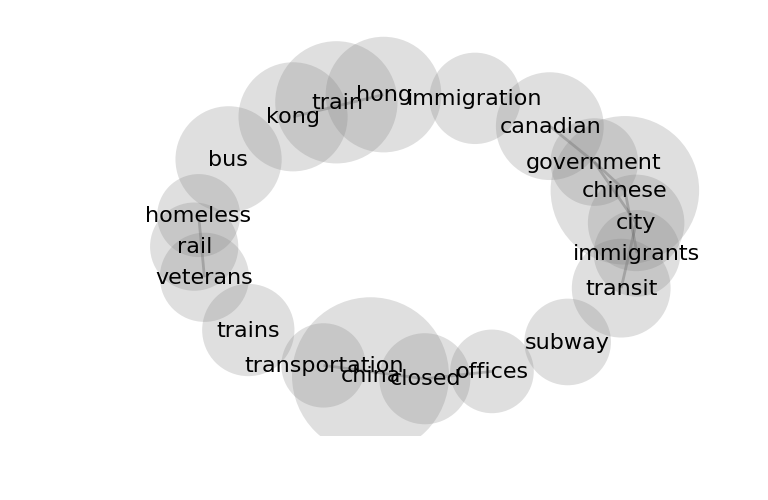 hong
immigration
train
kong
canadian
bus
government
chinese
homeless
city
rail
immigrants
veterans
transit
trains
subway
transportation
offices
china
closed